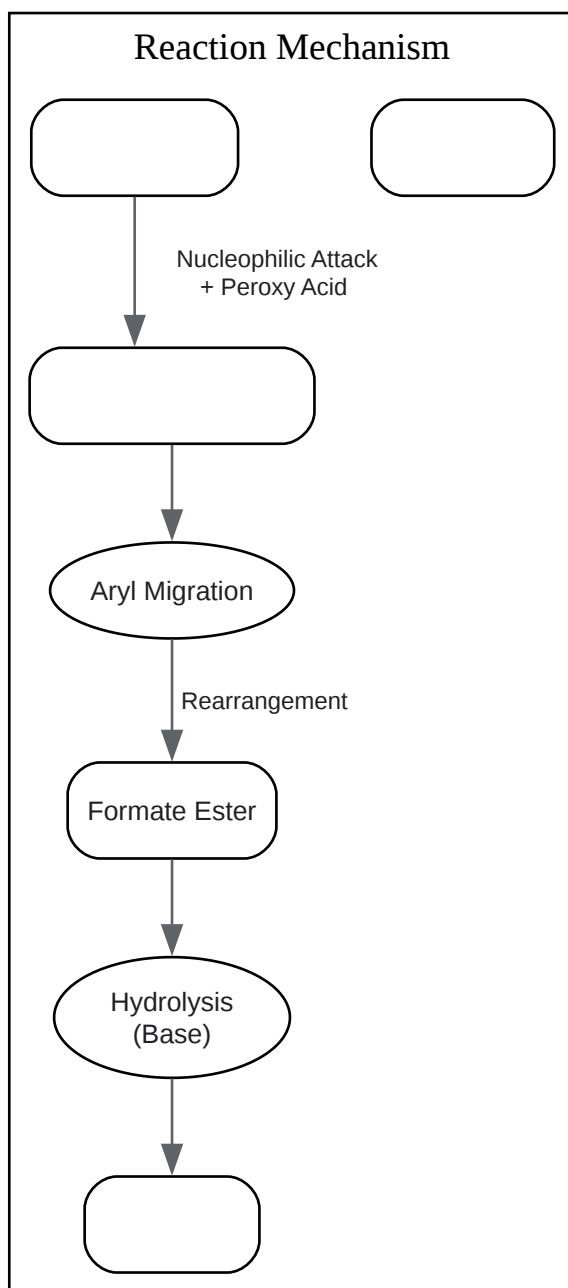 Reaction Mechanism
Nucleophilic Attack
+ Peroxy Acid
Aryl Migration
Rearrangement
Formate Ester
Hydrolysis
(Base)